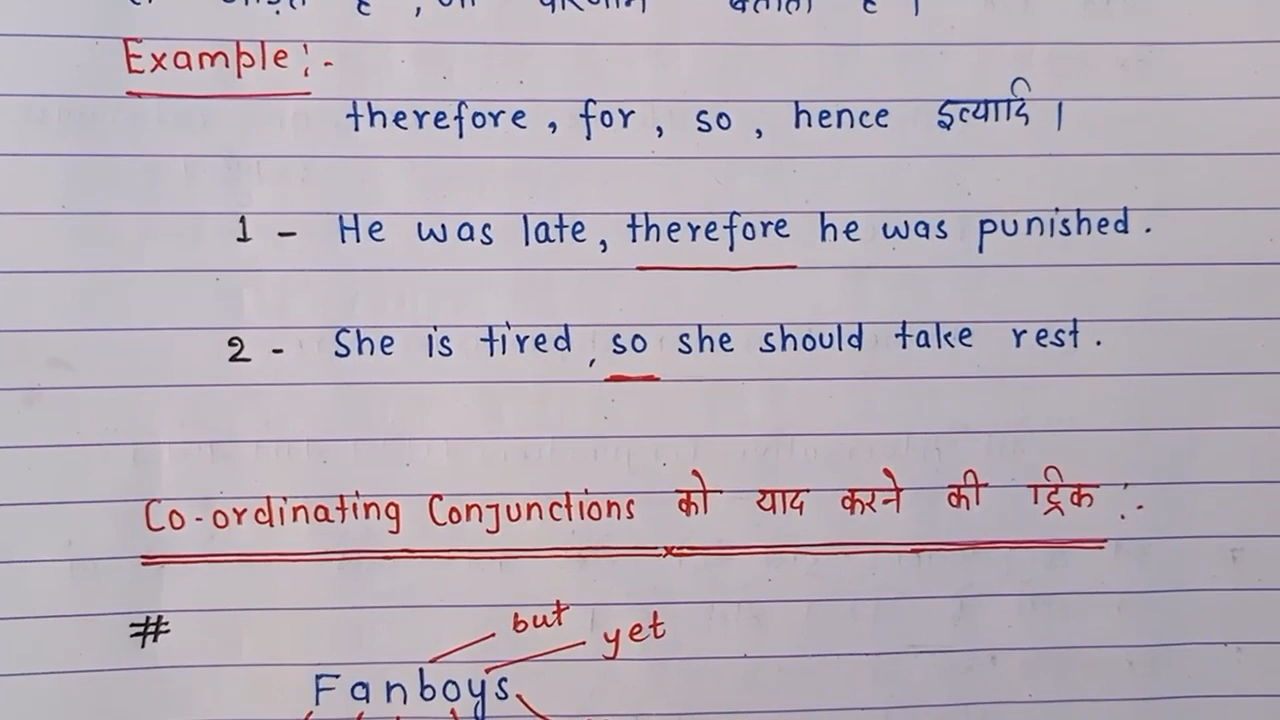 Example :-
therefore, for, so, hence इत्यादि ।
1 - He was late, therefore he was punished.
2 - She is tired, so she should take rest.
Co-ordinating Conjunctions को याद करने की ट्रिक :-
# but
yet
Fanboys